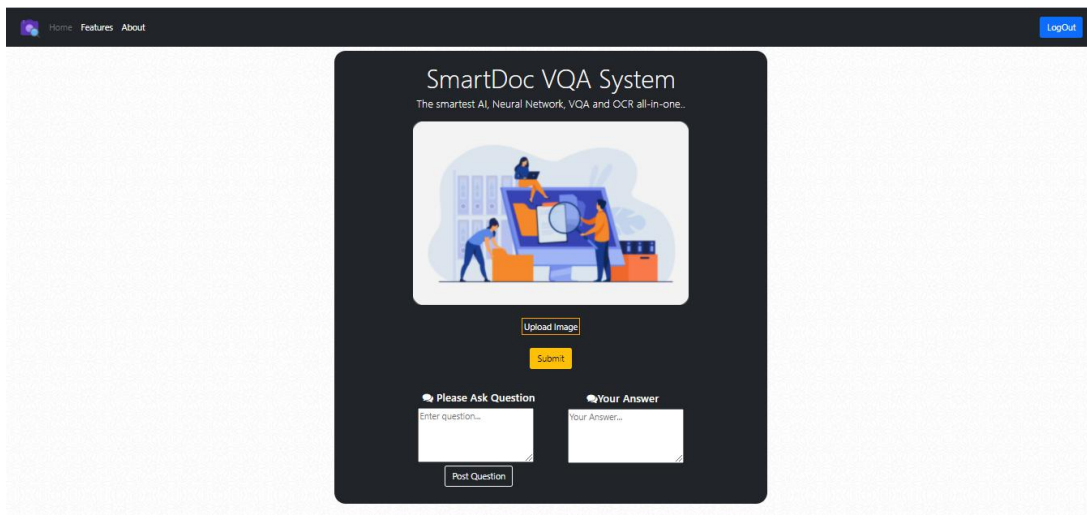 Home Features About LogOut
SmartDoc VQA System
The smartest AI, Neural Network, VQA and OCR all-in-one..
Upload Image
Submit
Please Ask Question
Enter question...
Post Question
Your Answer
Your Answer...